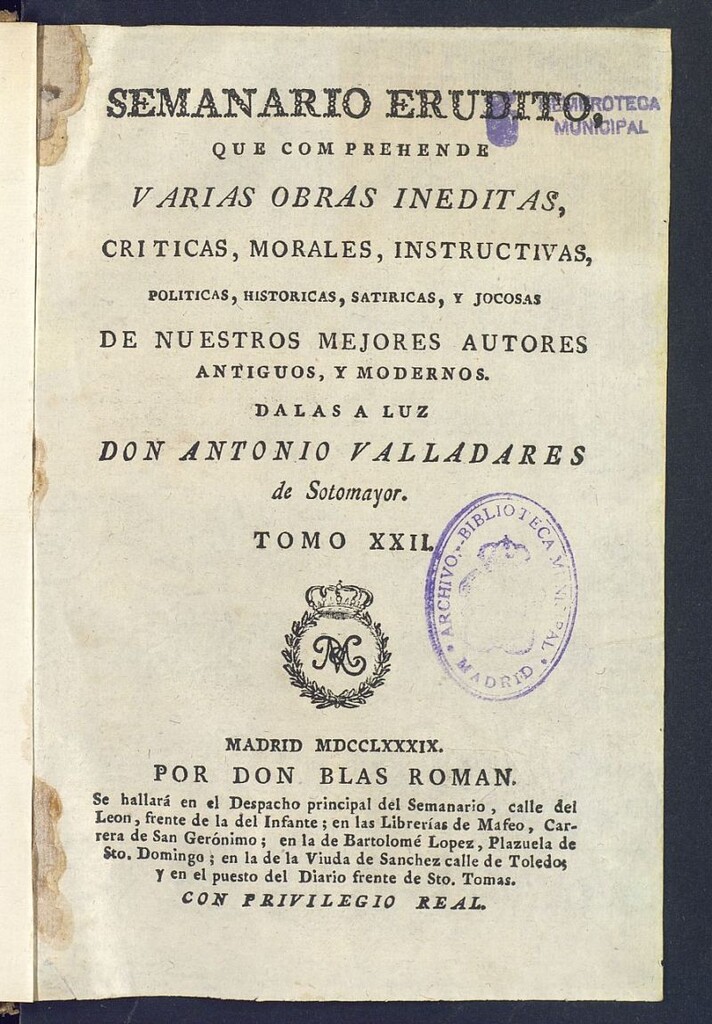 SEMANARIO ERUDITO,
HEMEROTECA
MUNICIPAL
QUE COMPREHENDE
VARIAS OBRAS INEDITAS,
CRITICAS, MORALES, INSTRUCTIVAS,
POLITICAS, HISTORICAS, SATIRICAS, Y JOCOSAS
DE NUESTROS MEJORES AUTORES
ANTIGUOS, Y MODERNOS.
DALAS A LUZ
DON ANTONIO VALLADARES
de Sotomayor.
TOMO XXII.
ARCHIVO.-BIBLIOTECA MUNICIPAL
MADRID
MADRID MDCCLXXXIX.
POR DON BLAS ROMAN.
Se hallará en el Despacho principal del Semanario, calle del
Leon, frente de la del Infante; en las Librerías de Mafeo, Car-
rera de San Gerónimo; en la de Bartolomé Lopez, Plazuela de
Sto. Domingo; en la de la Viuda de Sanchez calle de Toledo;
y en el puesto del Diario frente de Sto. Tomas.
CON PRIVILEGIO REAL.